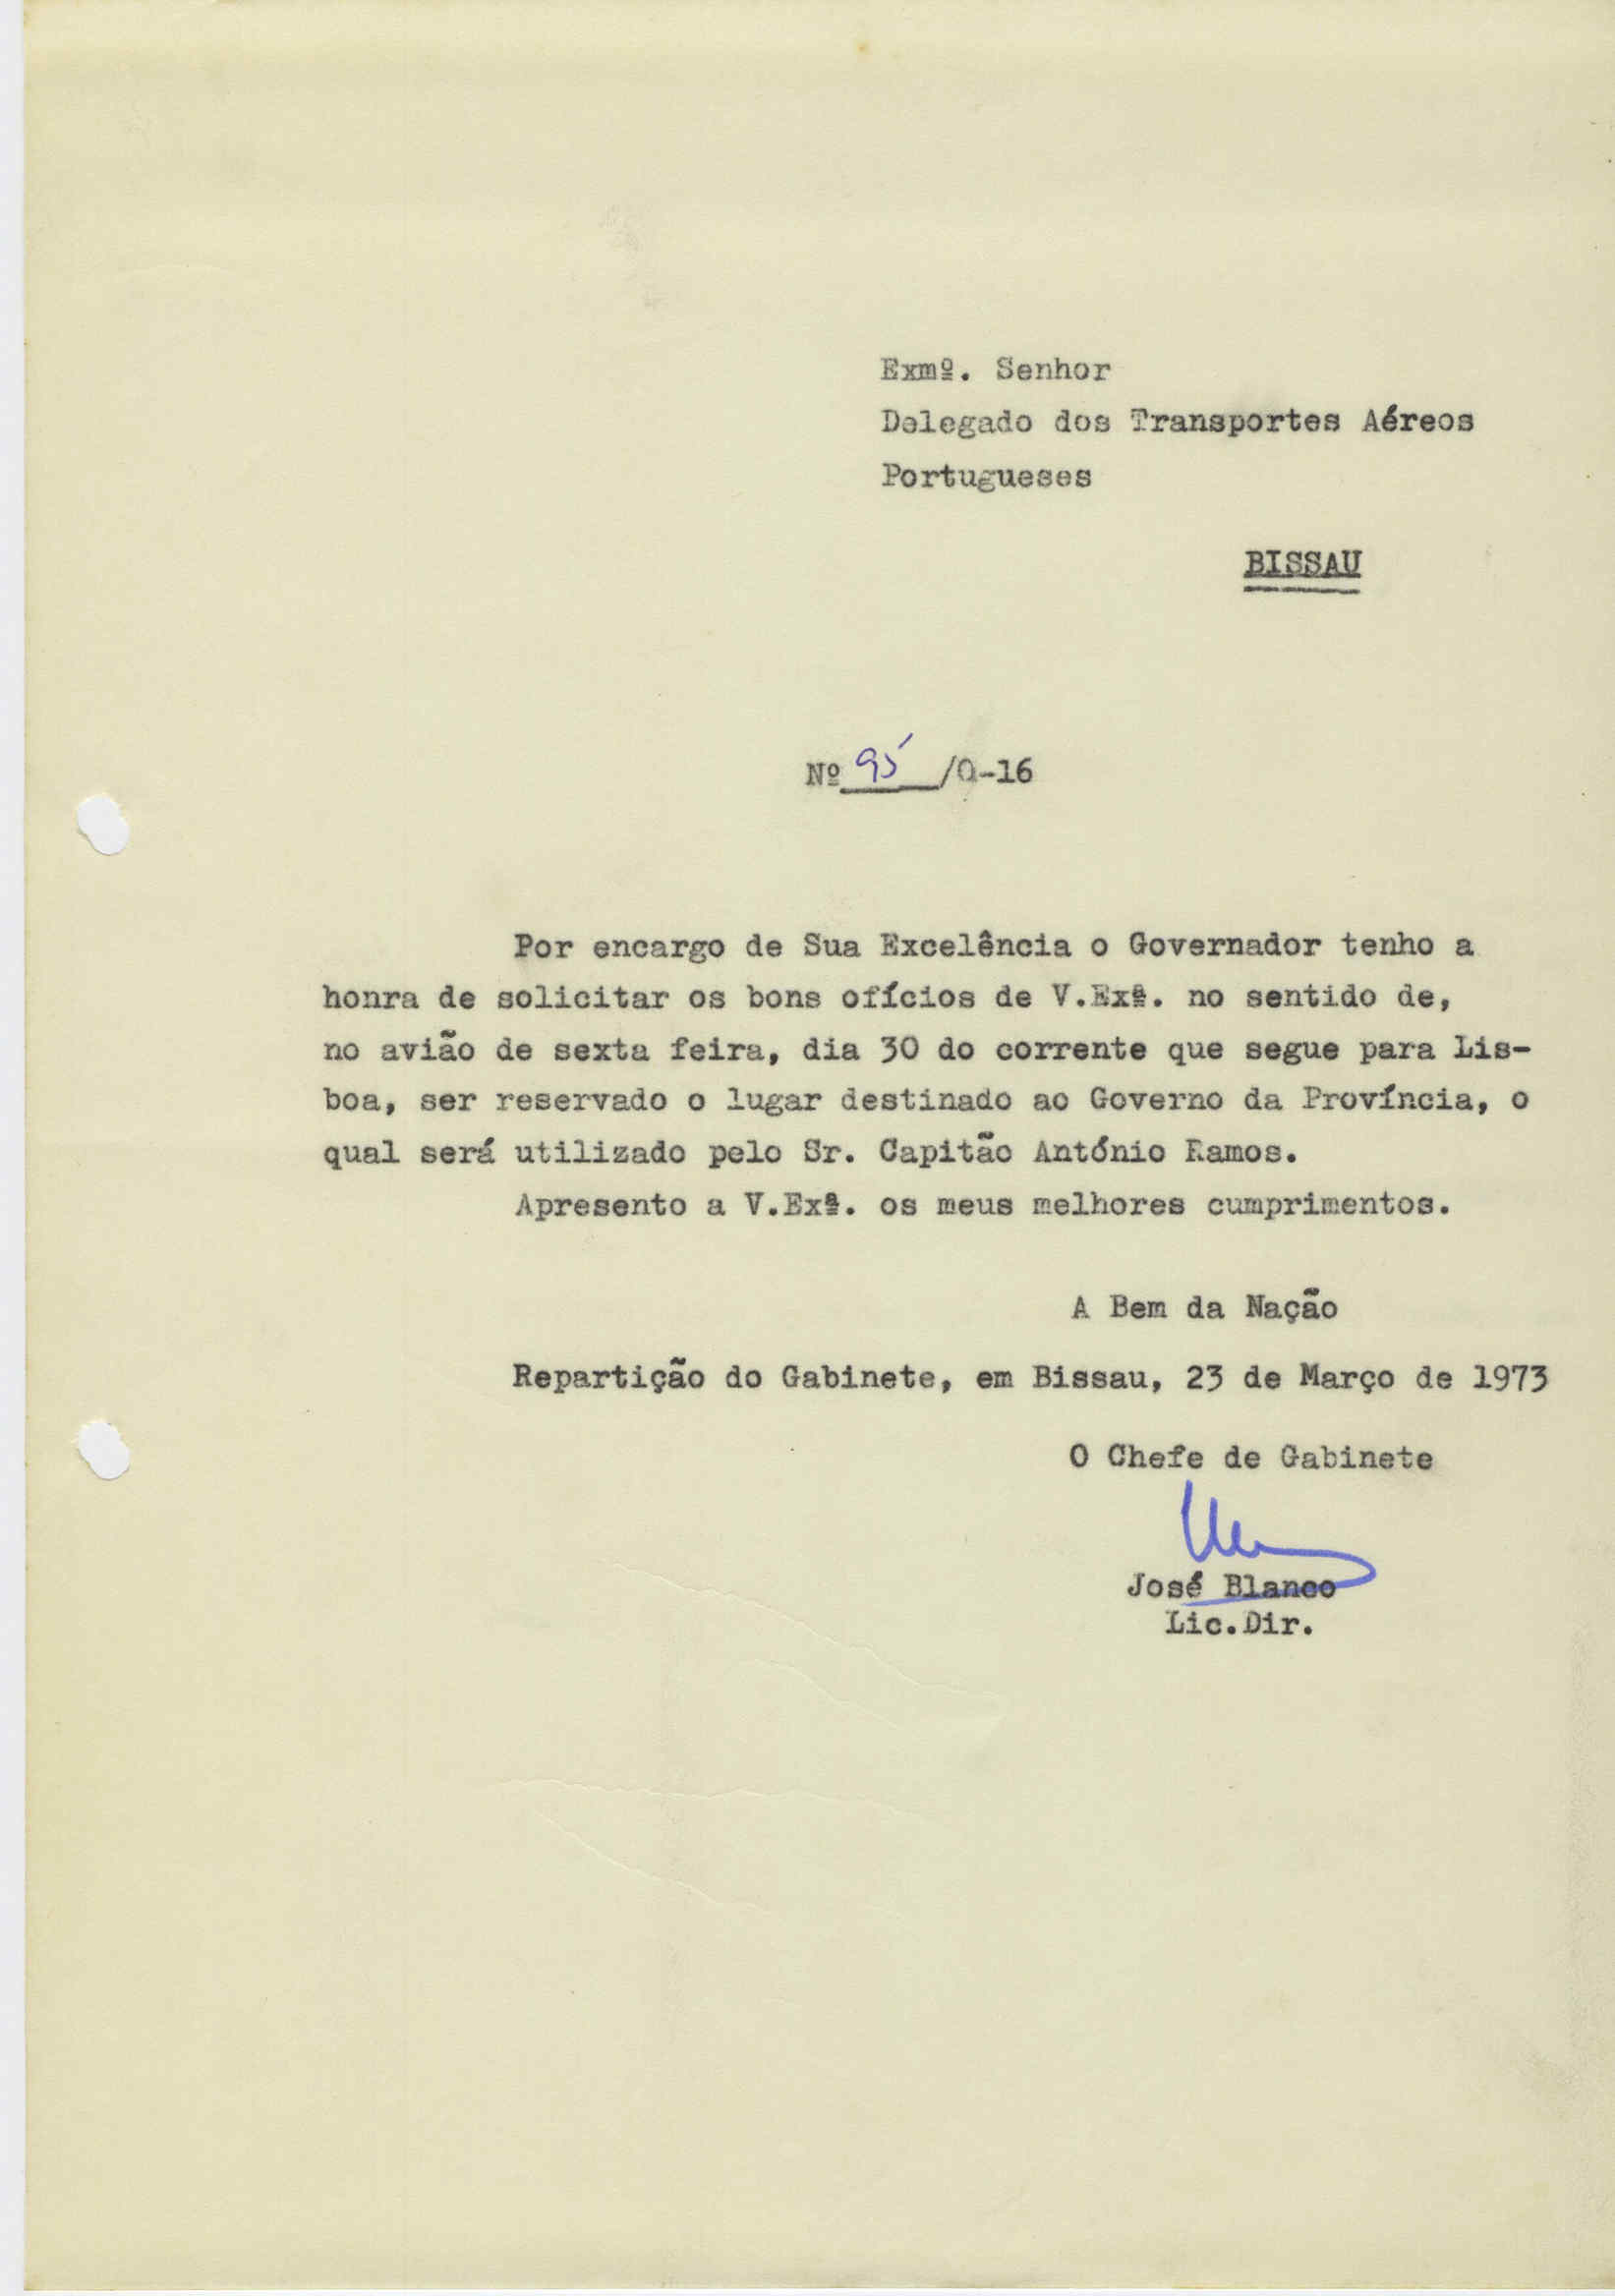 Exmº. Senhor
Delegado dos Transportes Aéreos
Portugueses
BISSAU
Nº 95 /Q-16
Por encargo de Sua Excelência o Governador tenho a
honra de solicitar os bons ofícios de V.Exª. no sentido de,
no avião de sexta feira, dia 30 do corrente que segue para Lis-
boa, ser reservado o lugar destinado ao Governo da Província, o
qual será utilizado pelo Sr. Capitão António Ramos.
Apresento a V.Exª. os meus melhores cumprimentos.
A Bem da Nação
Repartição do Gabinete, em Bissau, 23 de Março de 1973
O Chefe de Gabinete
José Blanco
Lic.Dir.